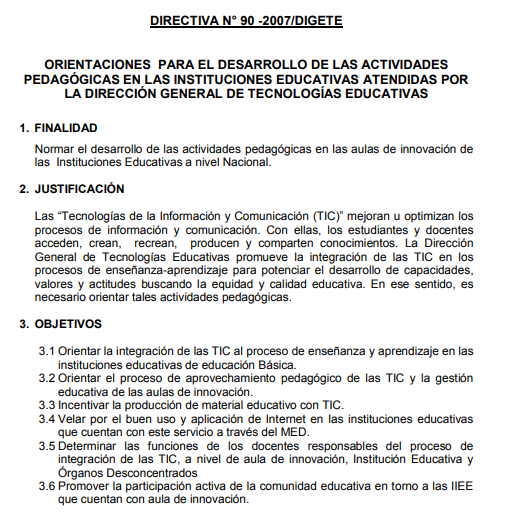 DIRECTIVA N° 90 -2007/DIGETE
ORIENTACIONES PARA EL DESARROLLO DE LAS ACTIVIDADES
PEDAGÓGICAS EN LAS INSTITUCIONES EDUCATIVAS ATENDIDAS POR
LA DIRECCIÓN GENERAL DE TECNOLOGÍAS EDUCATIVAS
1. FINALIDAD
Normar el desarrollo de las actividades pedagógicas en las aulas de innovación de
las Instituciones Educativas a nivel Nacional.
2. JUSTIFICACIÓN
Las “Tecnologías de la Información y Comunicación (TIC)” mejoran u optimizan los
procesos de información y comunicación. Con ellas, los estudiantes y docentes
acceden, crean, recrean, producen y comparten conocimientos. La Dirección
General de Tecnologías Educativas promueve la integración de las TIC en los
procesos de enseñanza-aprendizaje para potenciar el desarrollo de capacidades,
valores y actitudes buscando la equidad y calidad educativa. En ese sentido, es
necesario orientar tales actividades pedagógicas.
3. OBJETIVOS
3.1 Orientar la integración de las TIC al proceso de enseñanza y aprendizaje en las
instituciones educativas de educación Básica.
3.2 Orientar el proceso de aprovechamiento pedagógico de las TIC y la gestión
educativa de las aulas de innovación.
3.3 Incentivar la producción de material educativo con TIC.
3.4 Velar por el buen uso y aplicación de Internet en las instituciones educativas
que cuentan con este servicio a través del MED.
3.5 Determinar las funciones de los docentes responsables del proceso de
integración de las TIC, a nivel de aula de innovación, Institución Educativa y
Órganos Desconcentrados
3.6 Promover la participación activa de la comunidad educativa en torno a las IIEE
que cuentan con aula de innovación.